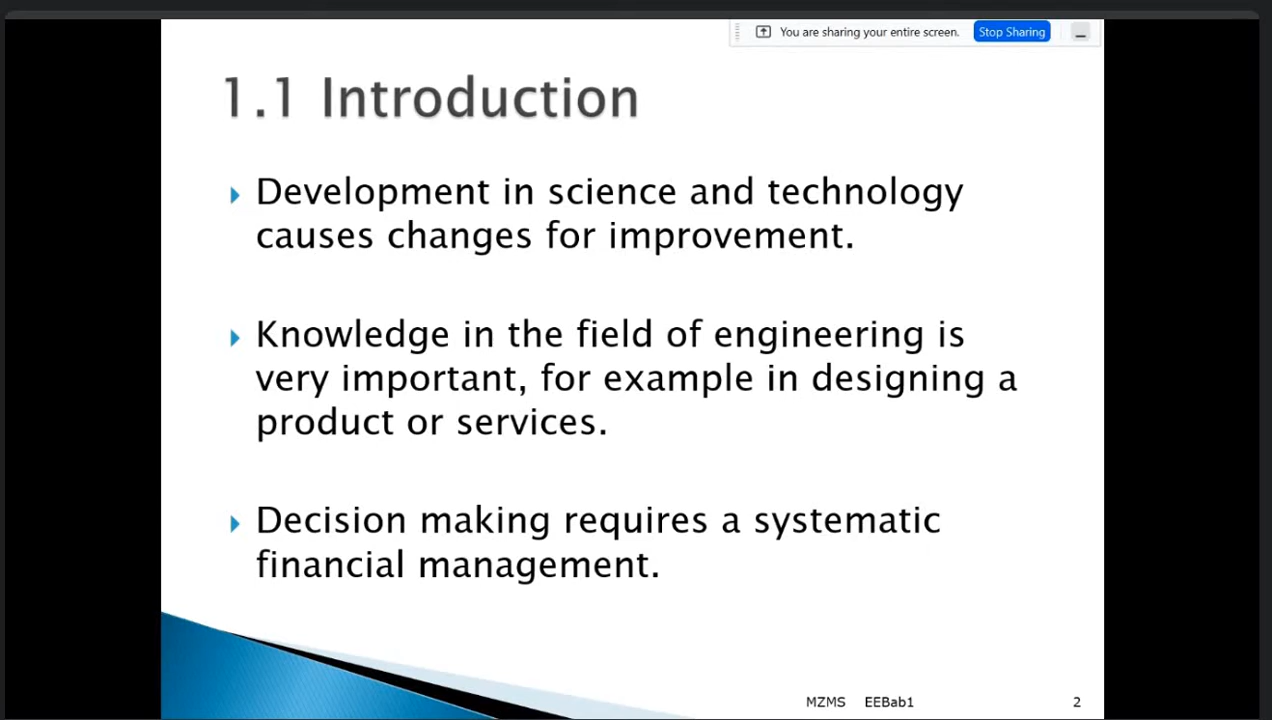 You are sharing your entire screen. Stop Sharing
1.1 Introduction
Development in science and technology
causes changes for improvement.
Knowledge in the field of engineering is
very important, for example in designing a
product or services.
Decision making requires a systematic
financial management.
MZMS EEBab1 2